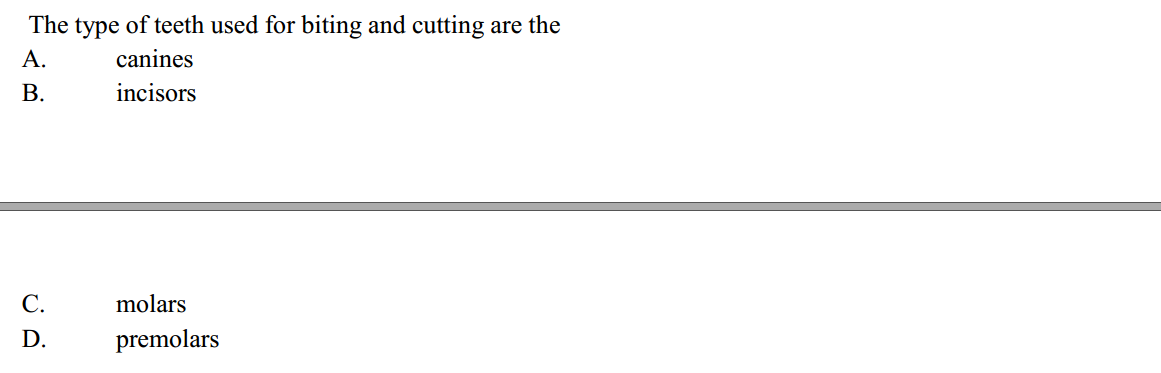 The type of teeth used for biting and cutting are the
A. canines
B. incisors
C. molars
D. premolars